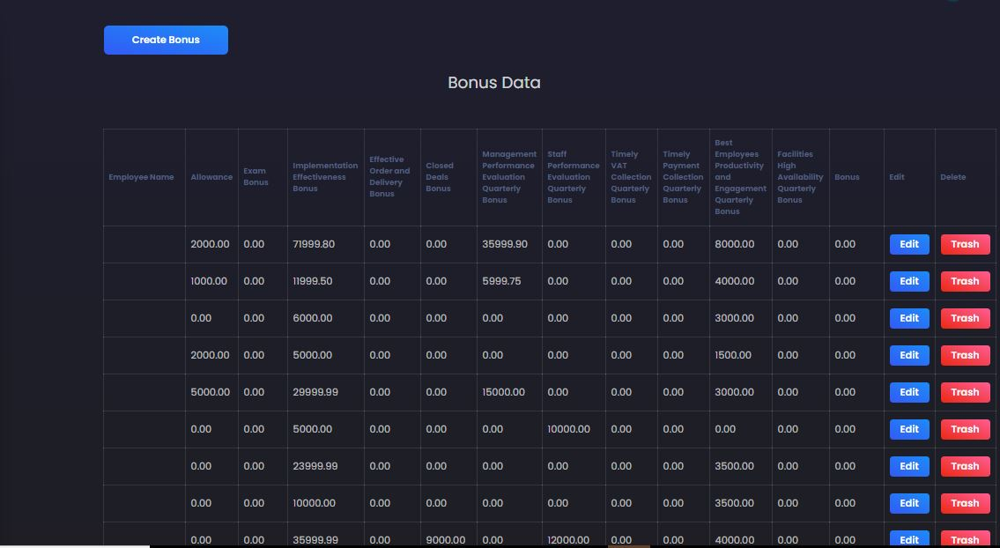 Create Bonus
Bonus Data
Employee Name Allowance Exam Bonus Implementation Effectiveness Bonus Effective Order and Delivery Bonus Closed Deals Bonus Management Performance Evaluation Quarterly Bonus Staff Performance Evaluation Quarterly Bonus Timely VAT Collection Quarterly Bonus Timely Payment Collection Quarterly Bonus Best Employees Productivity and Engagement Quarterly Bonus Facilities High Availability Quarterly Bonus Bonus Edit Delete
2000.00 0.00 71999.80 0.00 0.00 35999.90 0.00 0.00 0.00 8000.00 0.00 0.00 Edit Trash
1000.00 0.00 11999.50 0.00 0.00 5999.75 0.00 0.00 0.00 4000.00 0.00 0.00 Edit Trash
0.00 0.00 6000.00 0.00 0.00 0.00 0.00 0.00 0.00 3000.00 0.00 0.00 Edit Trash
2000.00 0.00 5000.00 0.00 0.00 0.00 0.00 0.00 0.00 1500.00 0.00 0.00 Edit Trash
5000.00 0.00 29999.99 0.00 0.00 15000.00 0.00 0.00 0.00 3000.00 0.00 0.00 Edit Trash
0.00 0.00 5000.00 0.00 0.00 0.00 10000.00 0.00 0.00 0.00 0.00 0.00 Edit Trash
0.00 0.00 23999.99 0.00 0.00 0.00 0.00 0.00 0.00 3500.00 0.00 0.00 Edit Trash
0.00 0.00 10000.00 0.00 0.00 0.00 0.00 0.00 0.00 3500.00 0.00 0.00 Edit Trash
0.00 0.00 35999.99 0.00 9000.00 0.00 12000.00 0.00 0.00 4000.00 0.00 0.00 Edit Trash